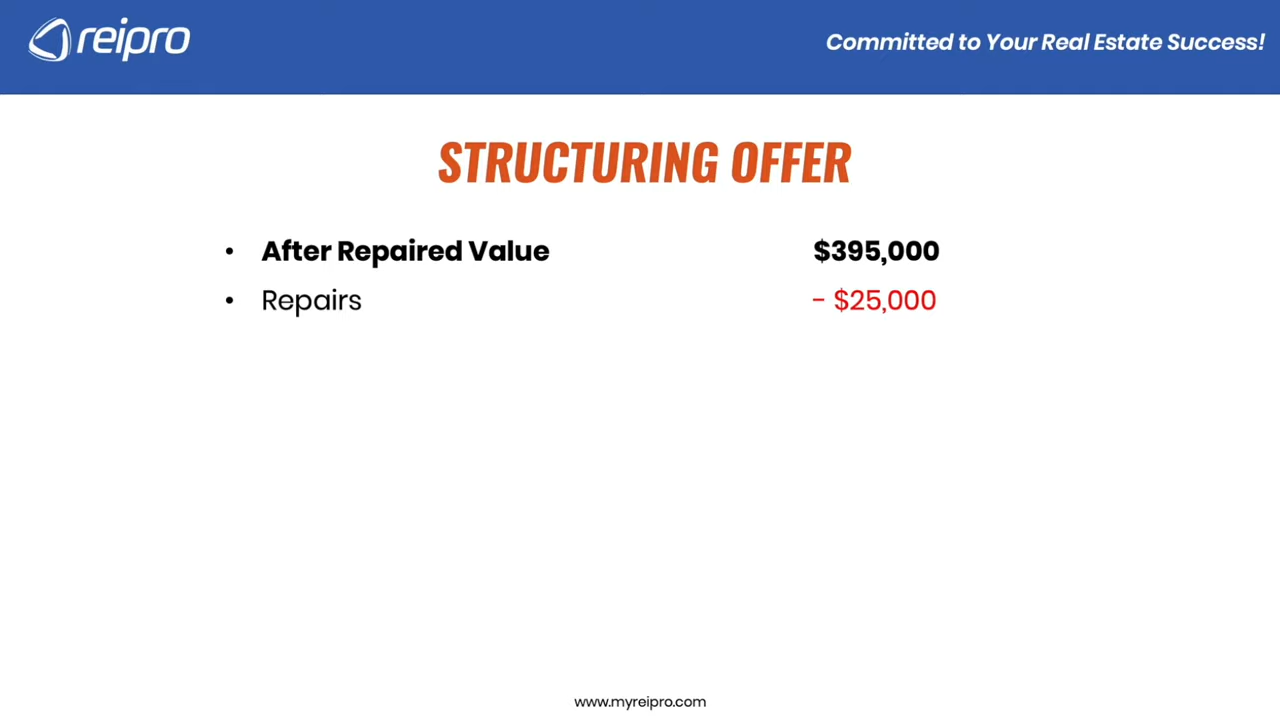 reipro
Committed to Your Real Estate Success!
STRUCTURING OFFER
• After Repaired Value $395,000
• Repairs - $25,000
www.myreipro.com